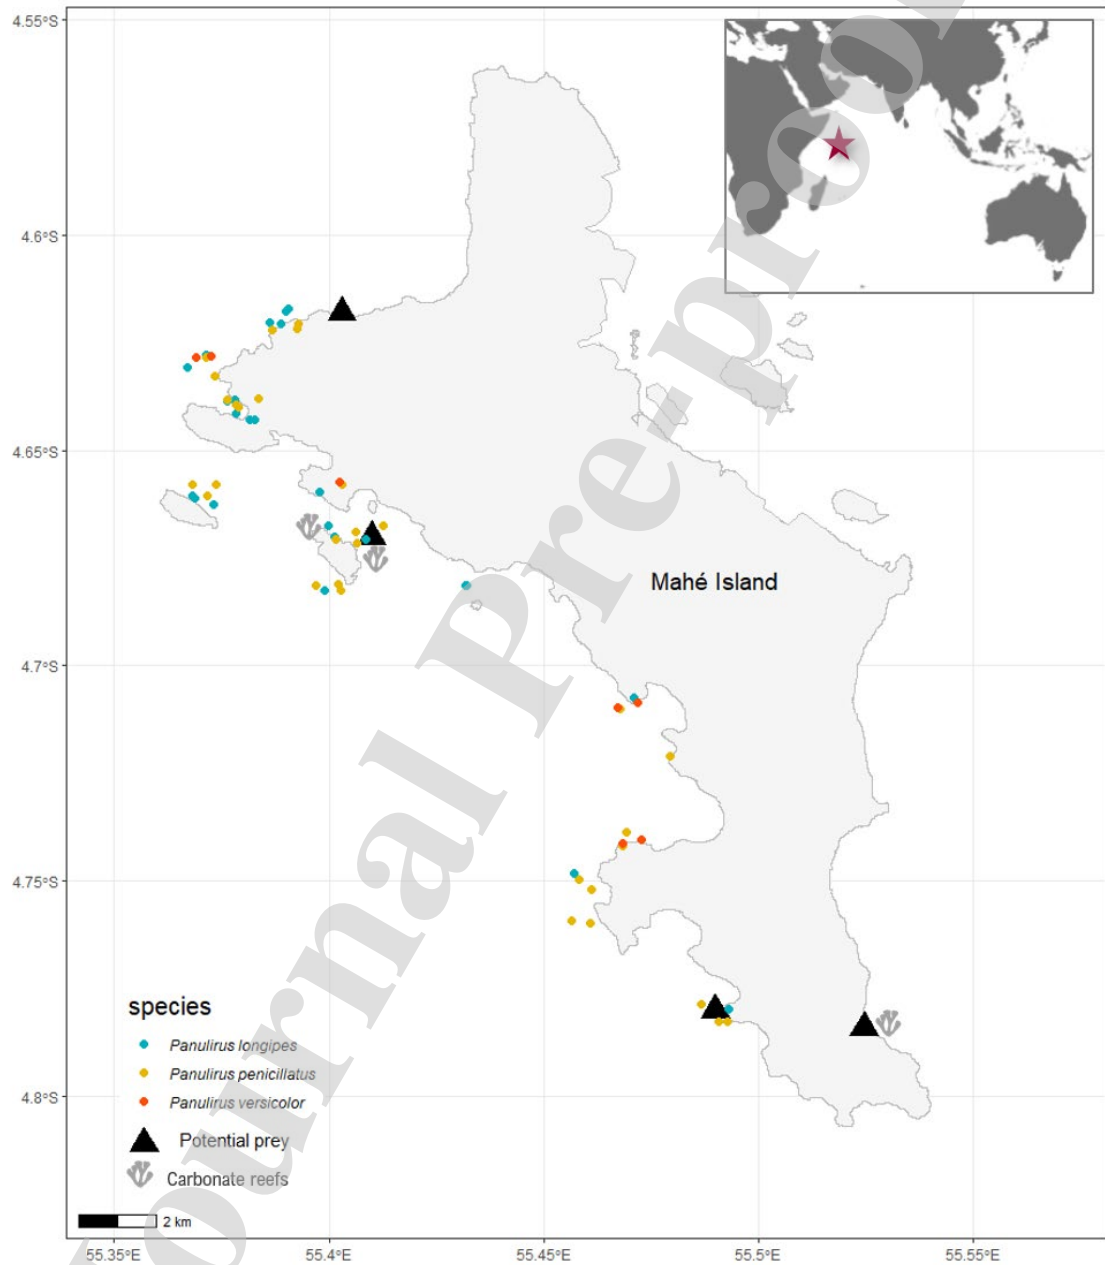 4.55°S
4.6°S
4.65°S
4.7°S
4.75°S
4.8°S
Mahé Island
species
Panulirus longipes
Panulirus penicillatus
Panulirus versicolor
Potential prey
Carbonate reefs
2 km
55.35°E
55.4°E
55.45°E
55.5°E
55.55°E
Journal Pre-proo